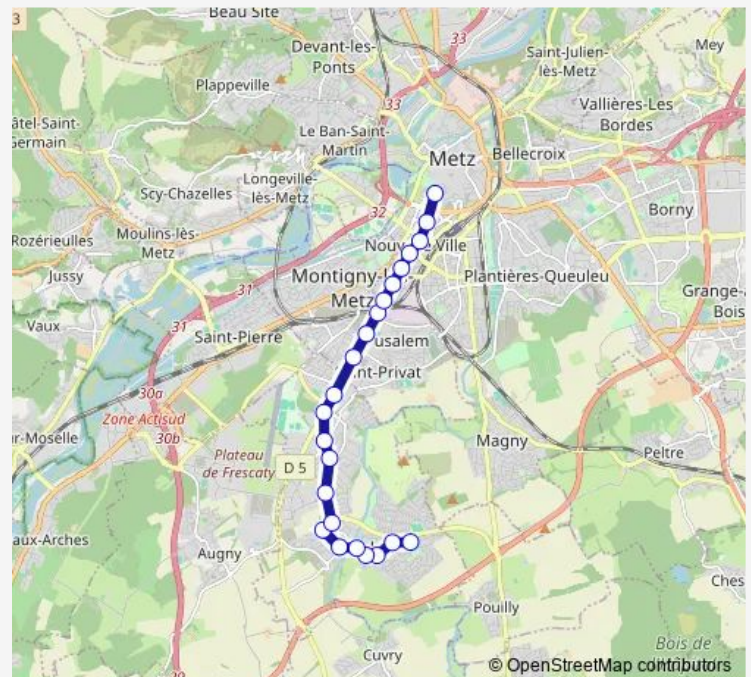 Beau Site
3
33
Mey
Devant-les-
Ponts
Saint-Julien-
lès-Metz
Plappeville
33
Vallières-Les
Bordes
âtel-Saint-
Germain
Le Ban-Saint-
Martin
Metz
Bellecroix
Scy-Chazelles
Longeville-
lès-Metz
32
Borny
Rozérieulles
Moulins-lès-
Metz
Jussy
31
Montigny-l
Metz
Plantières-Queuleu
Grange-
Bois
Vaux
31
Saint-Pierre
usalem
nt-Privat
30a
Zone Actisud
30b
ur-Moselle
Plateau
de Frescaty
D 5
Magny
Peltre
aux-Arches
Augny
Ches
Pouilly
Cuvry
Bois de
© OpenStreetMap contributors